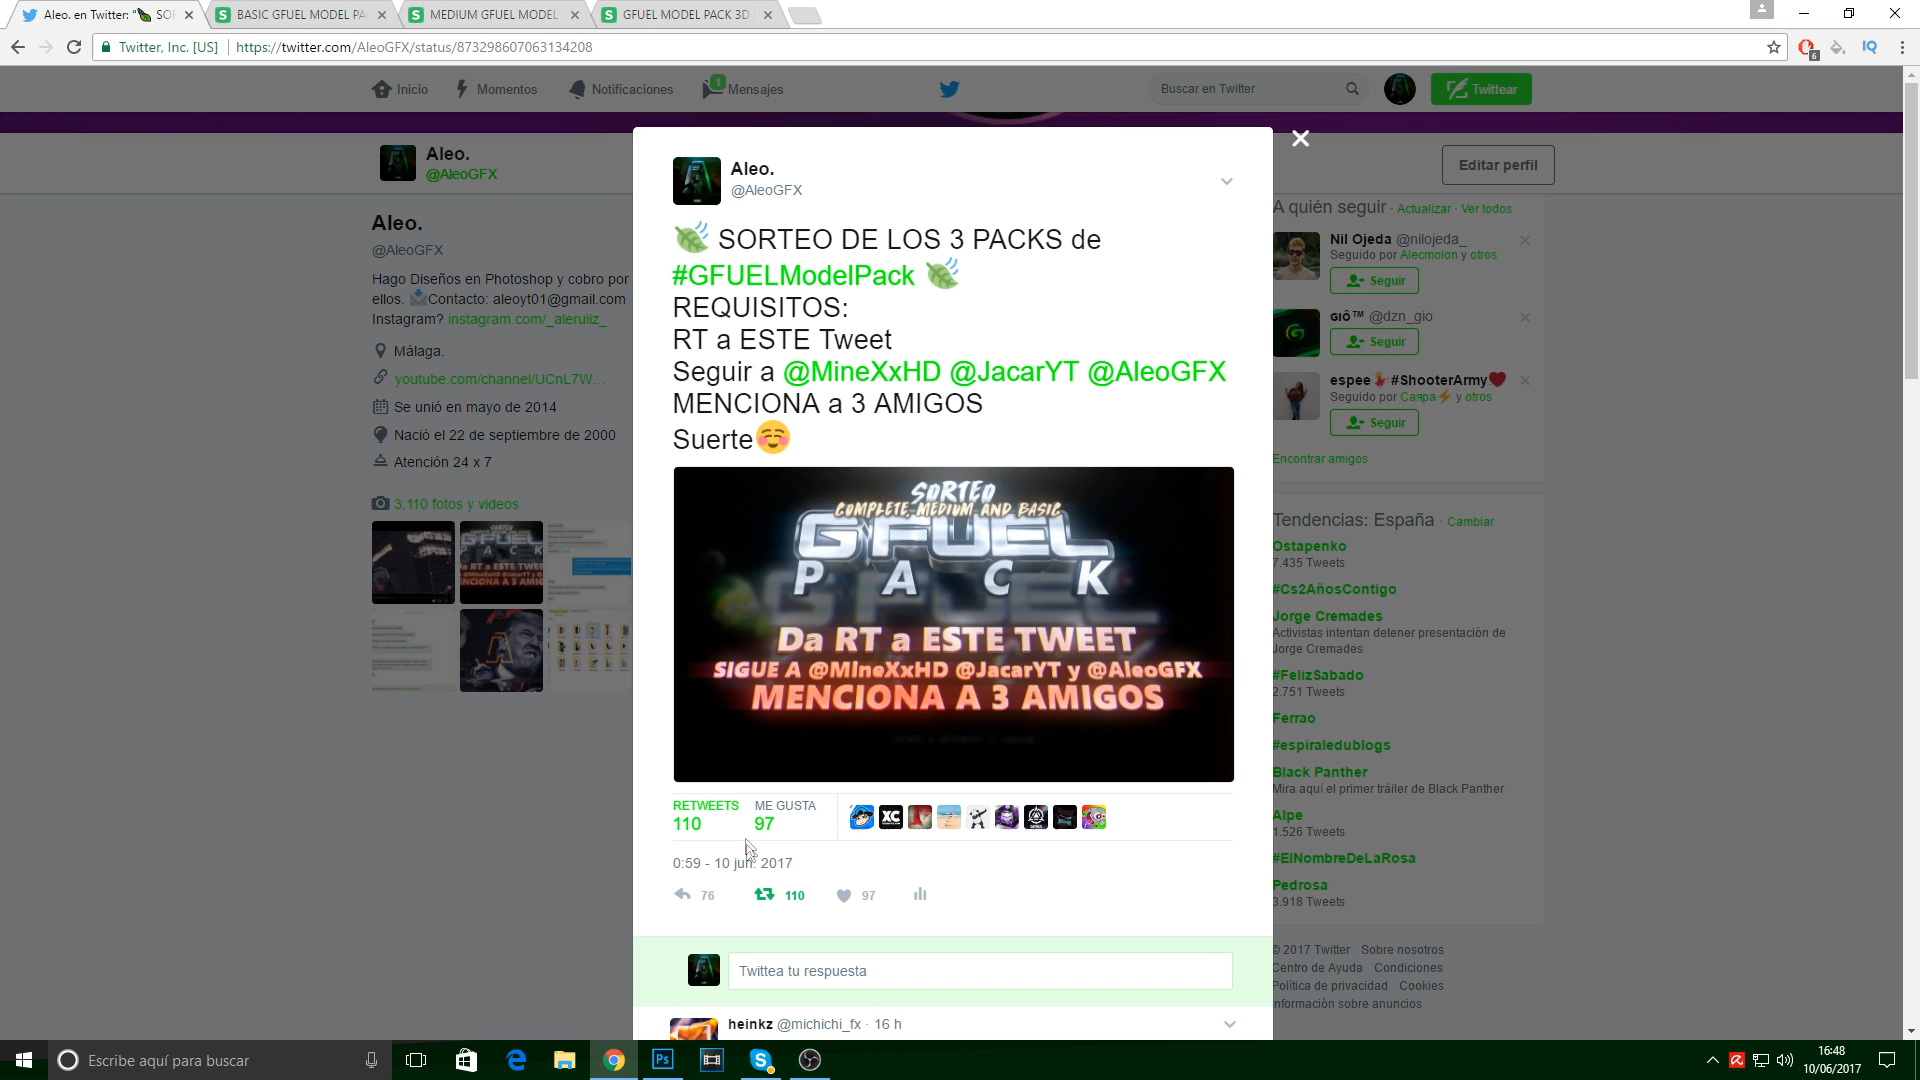 Aleo. en Twitter: "🍃 SOR
BASIC GFUEL MODEL PA
MEDIUM GFUEL MODEL
GFUEL MODEL PACK 3D
Twitter, Inc. [US]
https://twitter.com/AleoGFX/status/873298607063134208
6
IQ
Inicio
Momentos
Notificaciones
1
Mensajes
Buscar en Twitter
Twittear
Aleo.
@AleoGFX
Editar perfil
Aleo.
@AleoGFX
Hago Diseños en Photoshop y cobro por
ellos. 📩Contacto: aleoyt01@gmail.com
Instagram? instagram.com/_aleruiiz_
Málaga.
youtube.com/channel/UCnL7W...
Se unió en mayo de 2014
Nació el 22 de septiembre de 2000
Atención 24 x 7
3.110 fotos y vídeos
Aleo.
@AleoGFX
🍃 SORTEO DE LOS 3 PACKS de
#GFUELModelPack 🍃
REQUISITOS:
RT a ESTE Tweet
Seguir a @MineXxHD @JacarYT @AleoGFX
MENCIONA a 3 AMIGOS
Suerte☺️
SORTEO
COMPLETE, MEDIUM AND BASIC
GFUEL
PACK
Da RT a ESTE TWEET
SIGUE A @MineXxHD @JacarYT y @AleoGFX
MENCIONA A 3 AMIGOS
RETWEETS
110
ME GUSTA
97
XC
0:59 - 10 jun. 2017
76
110
97
Twittea tu respuesta
heinkz @michichi_fx · 16 h
A quién seguir · Actualizar · Ver todos
Nil Ojeda @nilojeda_
Seguido por Alecmolon y otros
Seguir
ɢɪô™ @dzn_gio
Seguir
espee💃#ShooterArmy❤
Seguido por Сяpa⚡ y otros
Seguir
Encontrar amigos
Tendencias: España · Cambiar
Ostapenko
7.435 Tweets
#Cs2AñosContigo
Jorge Cremades
Activistas intentan detener presentación de
Jorge Cremades
#FelizSabado
2.751 Tweets
Ferrao
#espiraledublogs
Black Panther
Mira aquí el primer tráiler de Black Panther
Alpe
1.526 Tweets
#ElNombreDeLaRosa
Pedrosa
3.918 Tweets
© 2017 Twitter Sobre nosotros
Centro de Ayuda Condiciones
Política de privacidad Cookies
Información sobre anuncios
Escribe aquí para buscar
Ps
16:48
10/06/2017